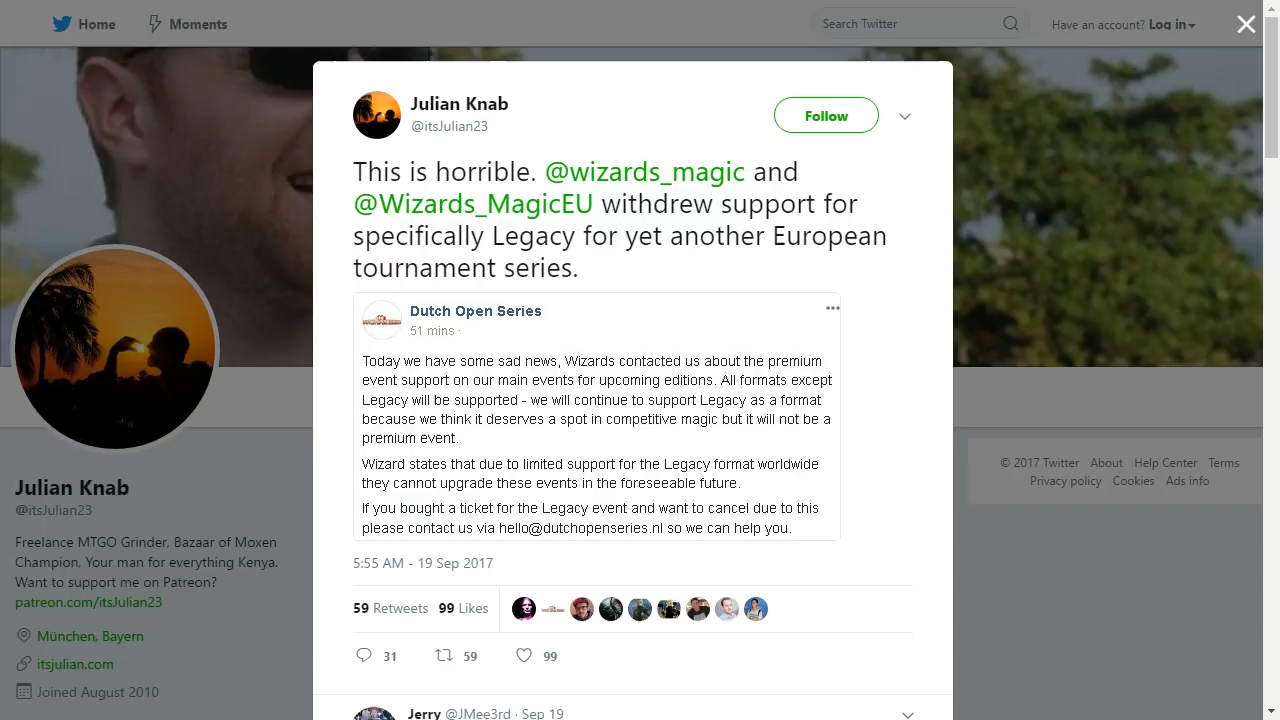 Home
Moments
Search Twitter
Have an account? Log in
Julian Knab
@itsJulian23
Follow
This is horrible. @wizards_magic and
@Wizards_MagicEU withdrew support for
specifically Legacy for yet another European
tournament series.
Dutch Open Series
51 mins ·
Today we have some sad news, Wizards contacted us about the premium
event support on our main events for upcoming editions. All formats except
Legacy will be supported - we will continue to support Legacy as a format
because we think it deserves a spot in competitive magic but it will not be a
premium event.
Wizard states that due to limited support for the Legacy format worldwide
they cannot upgrade these events in the foreseeable future.
If you bought a ticket for the Legacy event and want to cancel due to this
please contact us via hello@dutchopenseries.nl so we can help you.
5:55 AM - 19 Sep 2017
59 Retweets 99 Likes
31 59 99
Jerry @JMee3rd · Sep 19
Julian Knab
@itsJulian23
Freelance MTGO Grinder, Bazaar of Moxen
Champion, Your man for everything Kenya.
Want to support me on Patreon?
patreon.com/itsJulian23
München, Bayern
itsjulian.com
Joined August 2010
© 2017 Twitter About Help Center Terms
Privacy policy Cookies Ads info